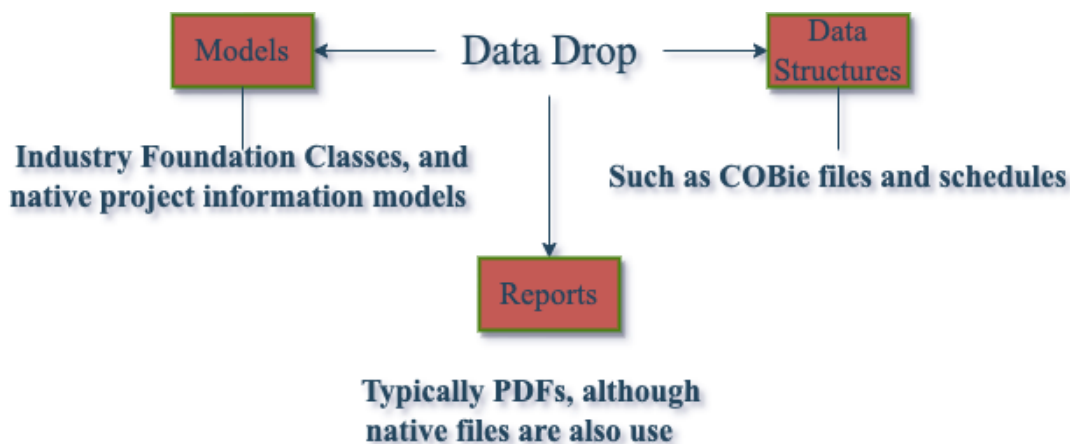 Models
Data Drop
Data
Structures
Industry Foundation Classes, and
native project information models
Such as COBie files and schedules
Reports
Typically PDFs, although
native files are also use